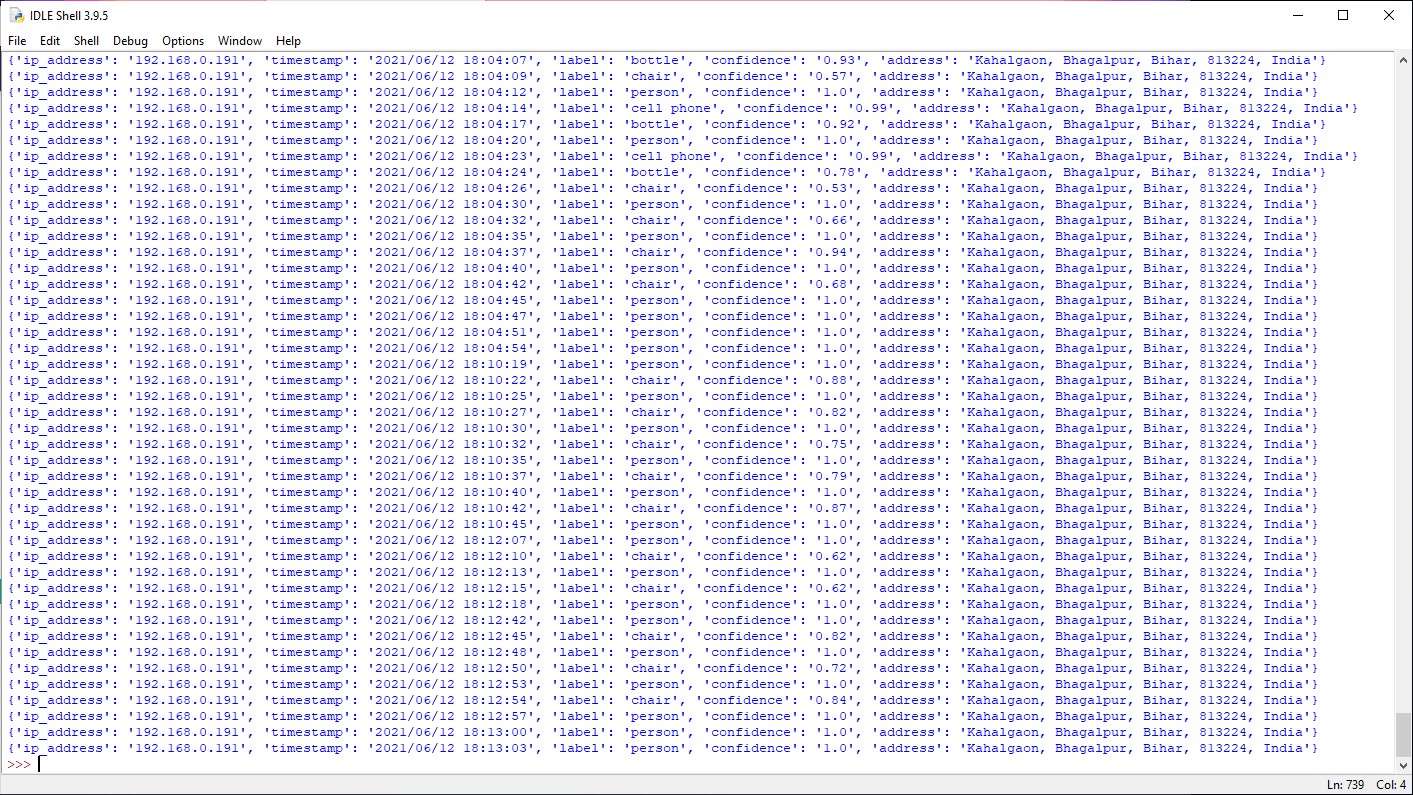 IDLE Shell 3.9.5
File Edit Shell Debug Options Window Help
{'ip_address': '192.168.0.191', 'timestamp': '2021/06/12 18:04:07', 'label': 'bottle', 'confidence': '0.93', 'address': 'Kahalgaon, Bhagalpur, Bihar, 813224, India'}
{'ip_address': '192.168.0.191', 'timestamp': '2021/06/12 18:04:09', 'label': 'chair', 'confidence': '0.57', 'address': 'Kahalgaon, Bhagalpur, Bihar, 813224, India'}
{'ip_address': '192.168.0.191', 'timestamp': '2021/06/12 18:04:12', 'label': 'person', 'confidence': '1.0', 'address': 'Kahalgaon, Bhagalpur, Bihar, 813224, India'}
{'ip_address': '192.168.0.191', 'timestamp': '2021/06/12 18:04:14', 'label': 'cell phone', 'confidence': '0.99', 'address': 'Kahalgaon, Bhagalpur, Bihar, 813224, India'}
{'ip_address': '192.168.0.191', 'timestamp': '2021/06/12 18:04:17', 'label': 'bottle', 'confidence': '0.92', 'address': 'Kahalgaon, Bhagalpur, Bihar, 813224, India'}
{'ip_address': '192.168.0.191', 'timestamp': '2021/06/12 18:04:20', 'label': 'person', 'confidence': '1.0', 'address': 'Kahalgaon, Bhagalpur, Bihar, 813224, India'}
{'ip_address': '192.168.0.191', 'timestamp': '2021/06/12 18:04:23', 'label': 'cell phone', 'confidence': '0.99', 'address': 'Kahalgaon, Bhagalpur, Bihar, 813224, India'}
{'ip_address': '192.168.0.191', 'timestamp': '2021/06/12 18:04:24', 'label': 'bottle', 'confidence': '0.78', 'address': 'Kahalgaon, Bhagalpur, Bihar, 813224, India'}
{'ip_address': '192.168.0.191', 'timestamp': '2021/06/12 18:04:26', 'label': 'chair', 'confidence': '0.53', 'address': 'Kahalgaon, Bhagalpur, Bihar, 813224, India'}
{'ip_address': '192.168.0.191', 'timestamp': '2021/06/12 18:04:30', 'label': 'person', 'confidence': '1.0', 'address': 'Kahalgaon, Bhagalpur, Bihar, 813224, India'}
{'ip_address': '192.168.0.191', 'timestamp': '2021/06/12 18:04:32', 'label': 'chair', 'confidence': '0.66', 'address': 'Kahalgaon, Bhagalpur, Bihar, 813224, India'}
{'ip_address': '192.168.0.191', 'timestamp': '2021/06/12 18:04:35', 'label': 'person', 'confidence': '1.0', 'address': 'Kahalgaon, Bhagalpur, Bihar, 813224, India'}
{'ip_address': '192.168.0.191', 'timestamp': '2021/06/12 18:04:37', 'label': 'chair', 'confidence': '0.94', 'address': 'Kahalgaon, Bhagalpur, Bihar, 813224, India'}
{'ip_address': '192.168.0.191', 'timestamp': '2021/06/12 18:04:40', 'label': 'person', 'confidence': '1.0', 'address': 'Kahalgaon, Bhagalpur, Bihar, 813224, India'}
{'ip_address': '192.168.0.191', 'timestamp': '2021/06/12 18:04:42', 'label': 'chair', 'confidence': '0.68', 'address': 'Kahalgaon, Bhagalpur, Bihar, 813224, India'}
{'ip_address': '192.168.0.191', 'timestamp': '2021/06/12 18:04:45', 'label': 'person', 'confidence': '1.0', 'address': 'Kahalgaon, Bhagalpur, Bihar, 813224, India'}
{'ip_address': '192.168.0.191', 'timestamp': '2021/06/12 18:04:47', 'label': 'person', 'confidence': '1.0', 'address': 'Kahalgaon, Bhagalpur, Bihar, 813224, India'}
{'ip_address': '192.168.0.191', 'timestamp': '2021/06/12 18:04:51', 'label': 'person', 'confidence': '1.0', 'address': 'Kahalgaon, Bhagalpur, Bihar, 813224, India'}
{'ip_address': '192.168.0.191', 'timestamp': '2021/06/12 18:04:54', 'label': 'person', 'confidence': '1.0', 'address': 'Kahalgaon, Bhagalpur, Bihar, 813224, India'}
{'ip_address': '192.168.0.191', 'timestamp': '2021/06/12 18:10:19', 'label': 'person', 'confidence': '1.0', 'address': 'Kahalgaon, Bhagalpur, Bihar, 813224, India'}
{'ip_address': '192.168.0.191', 'timestamp': '2021/06/12 18:10:22', 'label': 'chair', 'confidence': '0.88', 'address': 'Kahalgaon, Bhagalpur, Bihar, 813224, India'}
{'ip_address': '192.168.0.191', 'timestamp': '2021/06/12 18:10:25', 'label': 'person', 'confidence': '1.0', 'address': 'Kahalgaon, Bhagalpur, Bihar, 813224, India'}
{'ip_address': '192.168.0.191', 'timestamp': '2021/06/12 18:10:27', 'label': 'chair', 'confidence': '0.82', 'address': 'Kahalgaon, Bhagalpur, Bihar, 813224, India'}
{'ip_address': '192.168.0.191', 'timestamp': '2021/06/12 18:10:30', 'label': 'person', 'confidence': '1.0', 'address': 'Kahalgaon, Bhagalpur, Bihar, 813224, India'}
{'ip_address': '192.168.0.191', 'timestamp': '2021/06/12 18:10:32', 'label': 'chair', 'confidence': '0.75', 'address': 'Kahalgaon, Bhagalpur, Bihar, 813224, India'}
{'ip_address': '192.168.0.191', 'timestamp': '2021/06/12 18:10:35', 'label': 'person', 'confidence': '1.0', 'address': 'Kahalgaon, Bhagalpur, Bihar, 813224, India'}
{'ip_address': '192.168.0.191', 'timestamp': '2021/06/12 18:10:37', 'label': 'chair', 'confidence': '0.79', 'address': 'Kahalgaon, Bhagalpur, Bihar, 813224, India'}
{'ip_address': '192.168.0.191', 'timestamp': '2021/06/12 18:10:40', 'label': 'person', 'confidence': '1.0', 'address': 'Kahalgaon, Bhagalpur, Bihar, 813224, India'}
{'ip_address': '192.168.0.191', 'timestamp': '2021/06/12 18:10:42', 'label': 'chair', 'confidence': '0.87', 'address': 'Kahalgaon, Bhagalpur, Bihar, 813224, India'}
{'ip_address': '192.168.0.191', 'timestamp': '2021/06/12 18:10:45', 'label': 'person', 'confidence': '1.0', 'address': 'Kahalgaon, Bhagalpur, Bihar, 813224, India'}
{'ip_address': '192.168.0.191', 'timestamp': '2021/06/12 18:12:07', 'label': 'person', 'confidence': '1.0', 'address': 'Kahalgaon, Bhagalpur, Bihar, 813224, India'}
{'ip_address': '192.168.0.191', 'timestamp': '2021/06/12 18:12:10', 'label': 'chair', 'confidence': '0.62', 'address': 'Kahalgaon, Bhagalpur, Bihar, 813224, India'}
{'ip_address': '192.168.0.191', 'timestamp': '2021/06/12 18:12:13', 'label': 'person', 'confidence': '1.0', 'address': 'Kahalgaon, Bhagalpur, Bihar, 813224, India'}
{'ip_address': '192.168.0.191', 'timestamp': '2021/06/12 18:12:15', 'label': 'chair', 'confidence': '0.62', 'address': 'Kahalgaon, Bhagalpur, Bihar, 813224, India'}
{'ip_address': '192.168.0.191', 'timestamp': '2021/06/12 18:12:18', 'label': 'person', 'confidence': '1.0', 'address': 'Kahalgaon, Bhagalpur, Bihar, 813224, India'}
{'ip_address': '192.168.0.191', 'timestamp': '2021/06/12 18:12:42', 'label': 'person', 'confidence': '1.0', 'address': 'Kahalgaon, Bhagalpur, Bihar, 813224, India'}
{'ip_address': '192.168.0.191', 'timestamp': '2021/06/12 18:12:45', 'label': 'chair', 'confidence': '0.82', 'address': 'Kahalgaon, Bhagalpur, Bihar, 813224, India'}
{'ip_address': '192.168.0.191', 'timestamp': '2021/06/12 18:12:48', 'label': 'person', 'confidence': '1.0', 'address': 'Kahalgaon, Bhagalpur, Bihar, 813224, India'}
{'ip_address': '192.168.0.191', 'timestamp': '2021/06/12 18:12:50', 'label': 'chair', 'confidence': '0.72', 'address': 'Kahalgaon, Bhagalpur, Bihar, 813224, India'}
{'ip_address': '192.168.0.191', 'timestamp': '2021/06/12 18:12:53', 'label': 'person', 'confidence': '1.0', 'address': 'Kahalgaon, Bhagalpur, Bihar, 813224, India'}
{'ip_address': '192.168.0.191', 'timestamp': '2021/06/12 18:12:54', 'label': 'chair', 'confidence': '0.84', 'address': 'Kahalgaon, Bhagalpur, Bihar, 813224, India'}
{'ip_address': '192.168.0.191', 'timestamp': '2021/06/12 18:12:57', 'label': 'person', 'confidence': '1.0', 'address': 'Kahalgaon, Bhagalpur, Bihar, 813224, India'}
{'ip_address': '192.168.0.191', 'timestamp': '2021/06/12 18:13:00', 'label': 'person', 'confidence': '1.0', 'address': 'Kahalgaon, Bhagalpur, Bihar, 813224, India'}
{'ip_address': '192.168.0.191', 'timestamp': '2021/06/12 18:13:03', 'label': 'person', 'confidence': '1.0', 'address': 'Kahalgaon, Bhagalpur, Bihar, 813224, India'}
>>>
Ln: 739 Col: 4